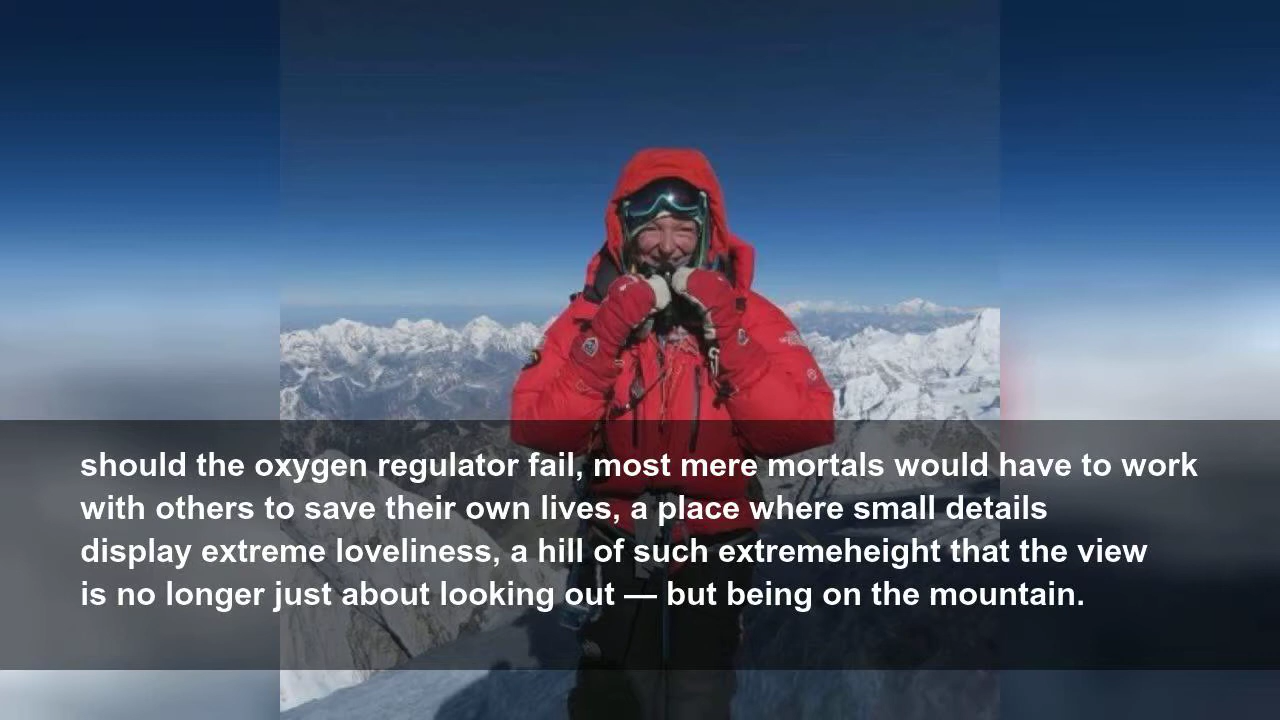 should the oxygen regulator fail, most mere mortals would have to work
with others to save their own lives, a place where small details
display extreme loveliness, a hill of such extremeheight that the view
is no longer just about looking out — but being on the mountain.